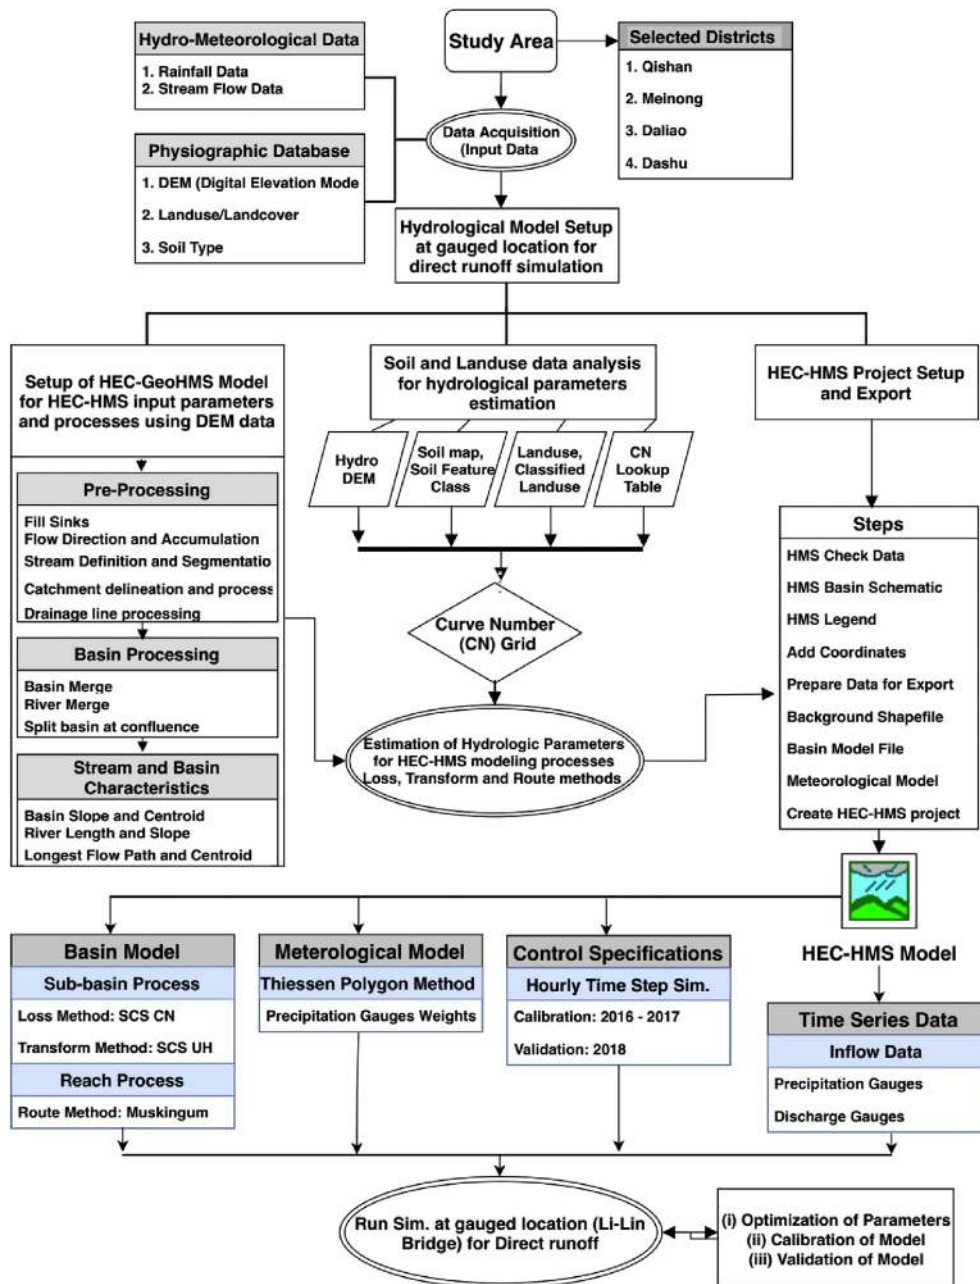 Hydro-Meteorological Data
1. Rainfall Data
2. Stream Flow Data
Study Area
Selected Districts
1. Qishan
2. Meinong
3. Daliao
4. Dashu
Data Acquisition
(Input Data
Physiographic Database
1. DEM (Digital Elevation Mode
2. Landuse/Landcover
3. Soil Type
Hydrological Model Setup
at gauged location for
direct runoff simulation
Setup of HEC-GeoHMS Model
for HEC-HMS input parameters
and processes using DEM data
Pre-Processing
Fill Sinks
Flow Direction and Accumulation
Stream Definition and Segmentatio
Catchment delineation and process
Drainage line processing
Basin Processing
Basin Merge
River Merge
Split basin at confluence
Stream and Basin
Characteristics
Basin Slope and Centroid
River Length and Slope
Longest Flow Path and Centroid
Soil and Landuse data analysis
for hydrological parameters
estimation
Hydro
DEM
Soil map,
Soil Feature
Class
Landuse,
Classified
Landuse
CN
Lookup
Table
Curve Number
(CN) Grid
Estimation of Hydrologic Parameters
for HEC-HMS modeling processes
Loss, Transform and Route methods
HEC-HMS Project Setup
and Export
Steps
HMS Check Data
HMS Basin Schematic
HMS Legend
Add Coordinates
Prepare Data for Export
Background Shapefile
Basin Model File
Meteorological Model
Create HEC-HMS project
HEC-HMS Model
Basin Model
Sub-basin Process
Loss Method: SCS CN
Transform Method: SCS UH
Reach Process
Route Method: Muskingum
Meterological Model
Thiessen Polygon Method
Precipitation Gauges Weights
Control Specifications
Hourly Time Step Sim.
Calibration: 2016 - 2017
Validation: 2018
Time Series Data
Inflow Data
Precipitation Gauges
Discharge Gauges
Run Sim. at gauged location (Li-Lin
Bridge) for Direct runoff
(i) Optimization of Parameters
(ii) Calibration of Model
(iii) Validation of Model